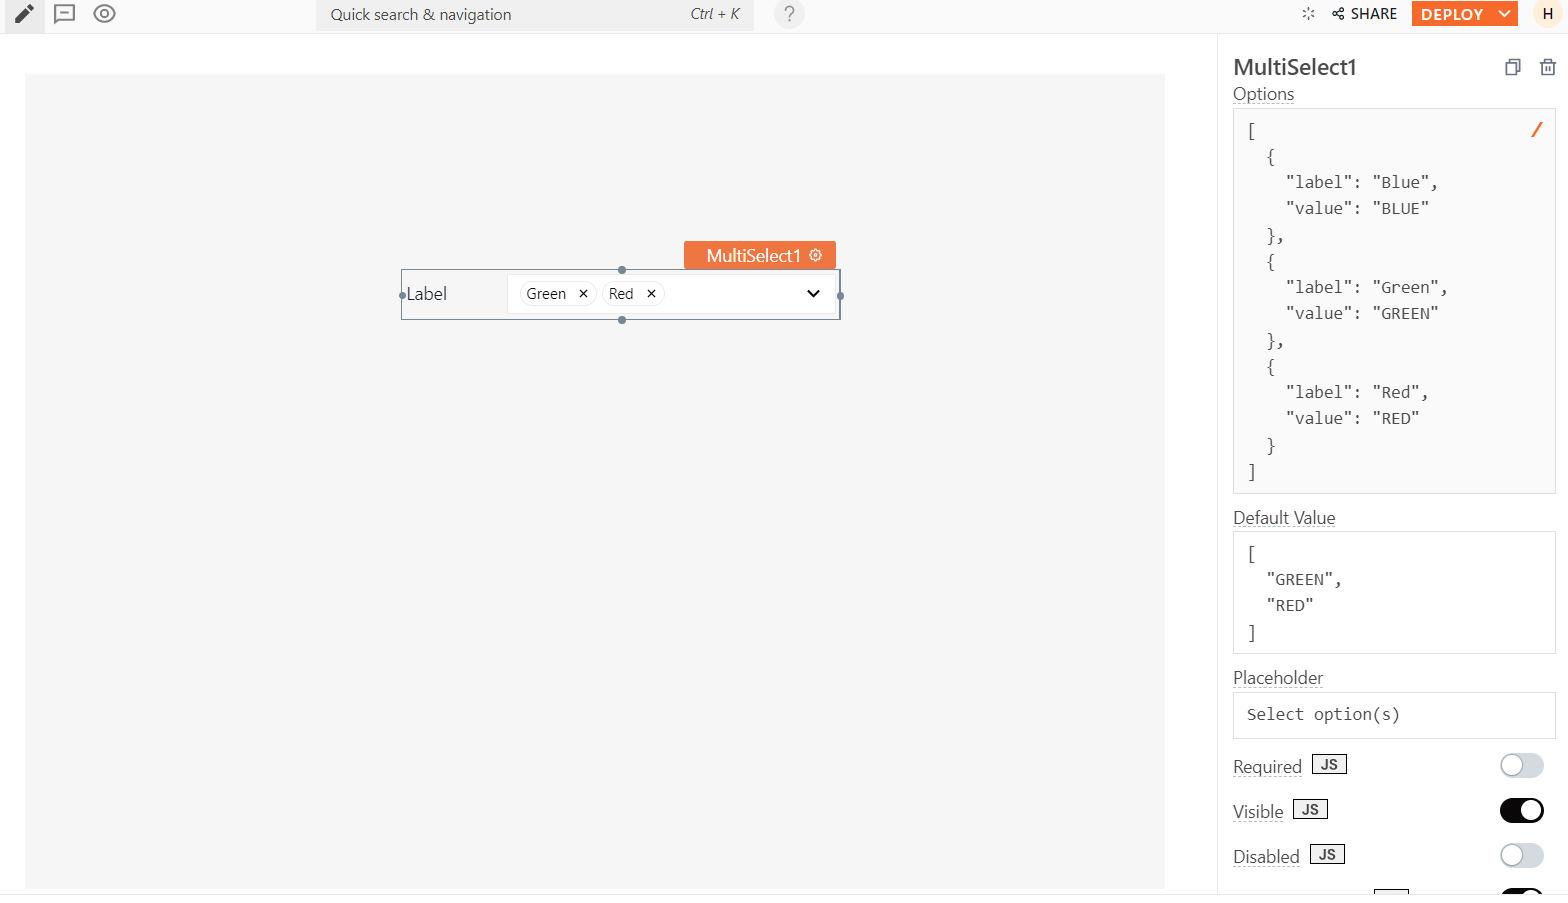 Quick search & navigation Ctrl + K ? SHARE DEPLOY H
MultiSelect1
Options
[
  {
    "label": "Blue",
    "value": "BLUE"
  },
  {
    "label": "Green",
    "value": "GREEN"
  },
  {
    "label": "Red",
    "value": "RED"
  }
]
MultiSelect1
Label Green × Red ×
Default Value
[
  "GREEN",
  "RED"
]
Placeholder
Select option(s)
Required JS
Visible JS
Disabled JS